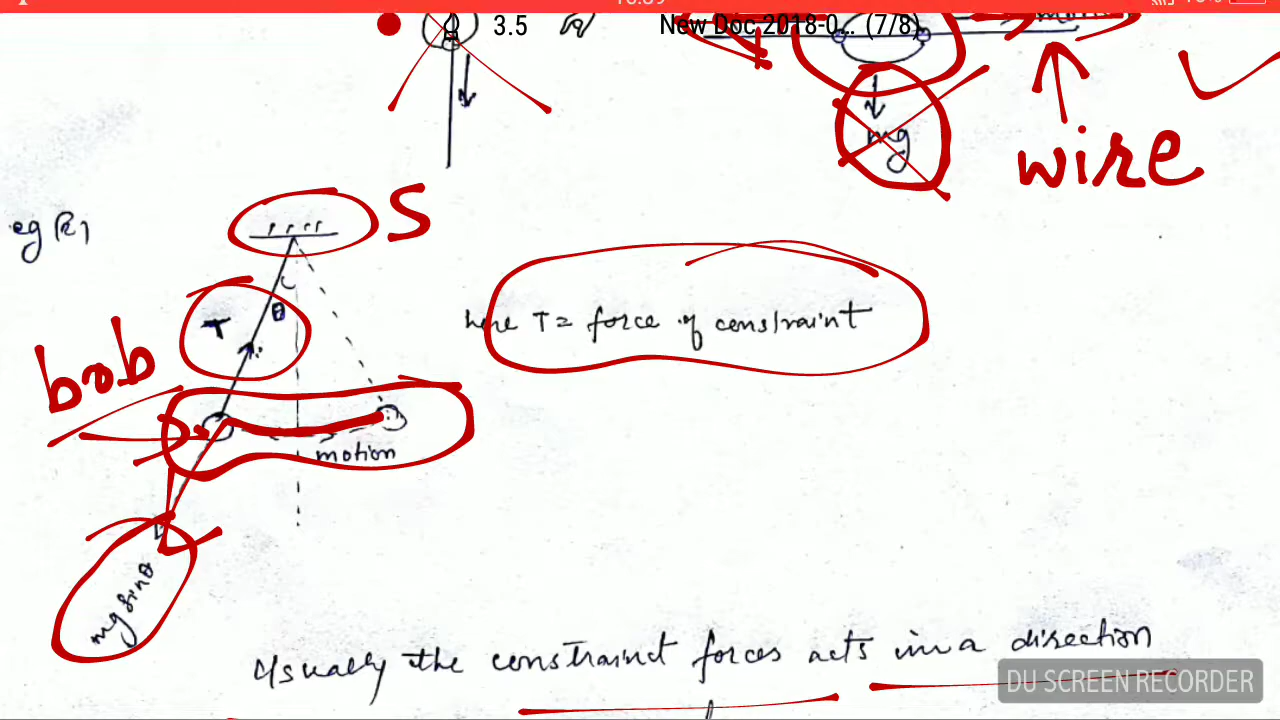 3.5
New Doc 2018-0... (7/8)
mg
wire
eg
S
T
θ
here T = force of constraint
bob
motion
mg sinθ
Usually the constraint forces acts in a direction
DU SCREEN RECORDER